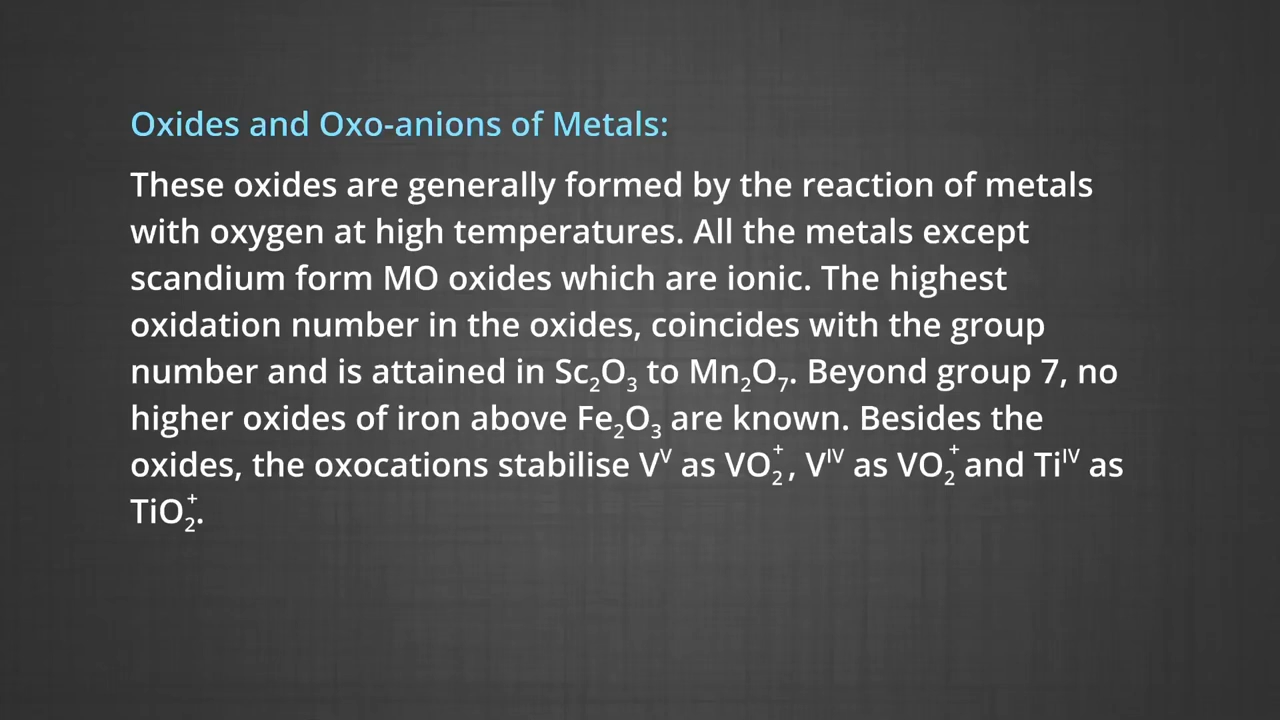 Oxides and Oxo-anions of Metals:
These oxides are generally formed by the reaction of metals
with oxygen at high temperatures. All the metals except
scandium form MO oxides which are ionic. The highest
oxidation number in the oxides, coincides with the group
number and is attained in Sc₂O₃ to Mn₂O₇. Beyond group 7, no
higher oxides of iron above Fe₂O₃ are known. Besides the
oxides, the oxocations stabilise Vⱽ as VO₂⁺, Vᴵⱽ as VO₂⁺ and Tiᴵⱽ as
TiO₂⁺.